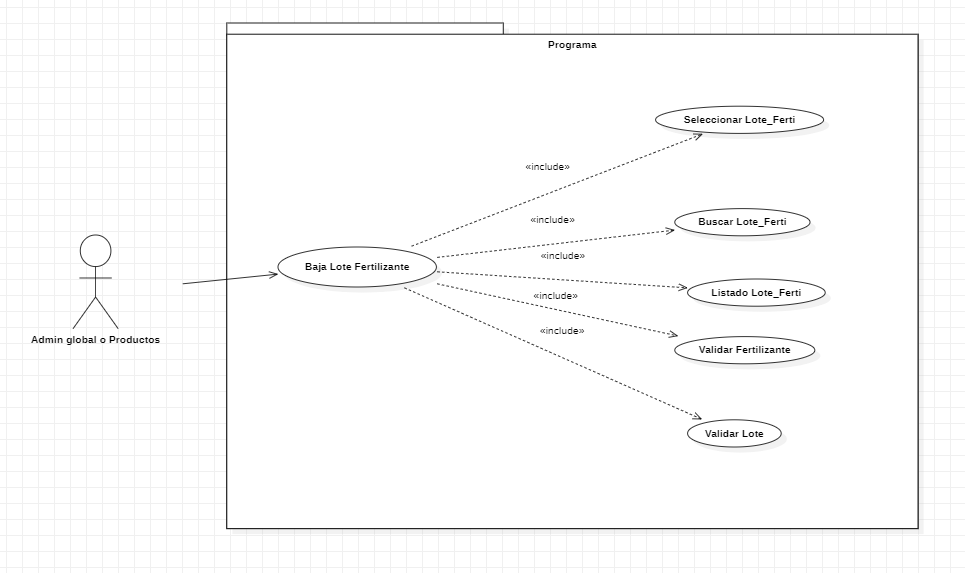 Programa
Seleccionar Lote_Ferti
«include»
«include»
Buscar Lote_Ferti
«include»
Baja Lote Fertilizante
Listado Lote_Ferti
«include»
«include»
Admin global o Productos
Validar Fertilizante
Validar Lote